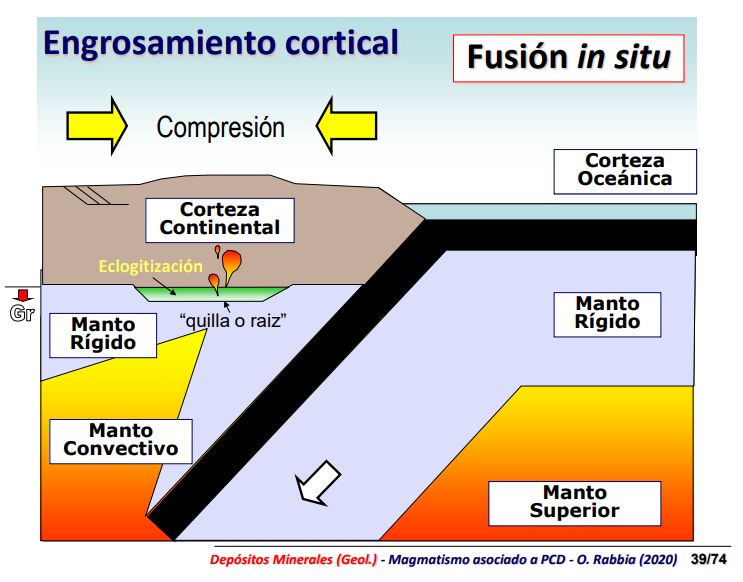 Engrosamiento cortical
Fusión in situ
Compresión
Corteza
Oceánica
Corteza
Continental
Eclogitización
Gr
"quilla o raiz"
Manto
Rígido
Manto
Rígido
Manto
Convectivo
Manto
Superior
Depósitos Minerales (Geol.) - Magmatismo asociado a PCD - O. Rabbia (2020) 39/74